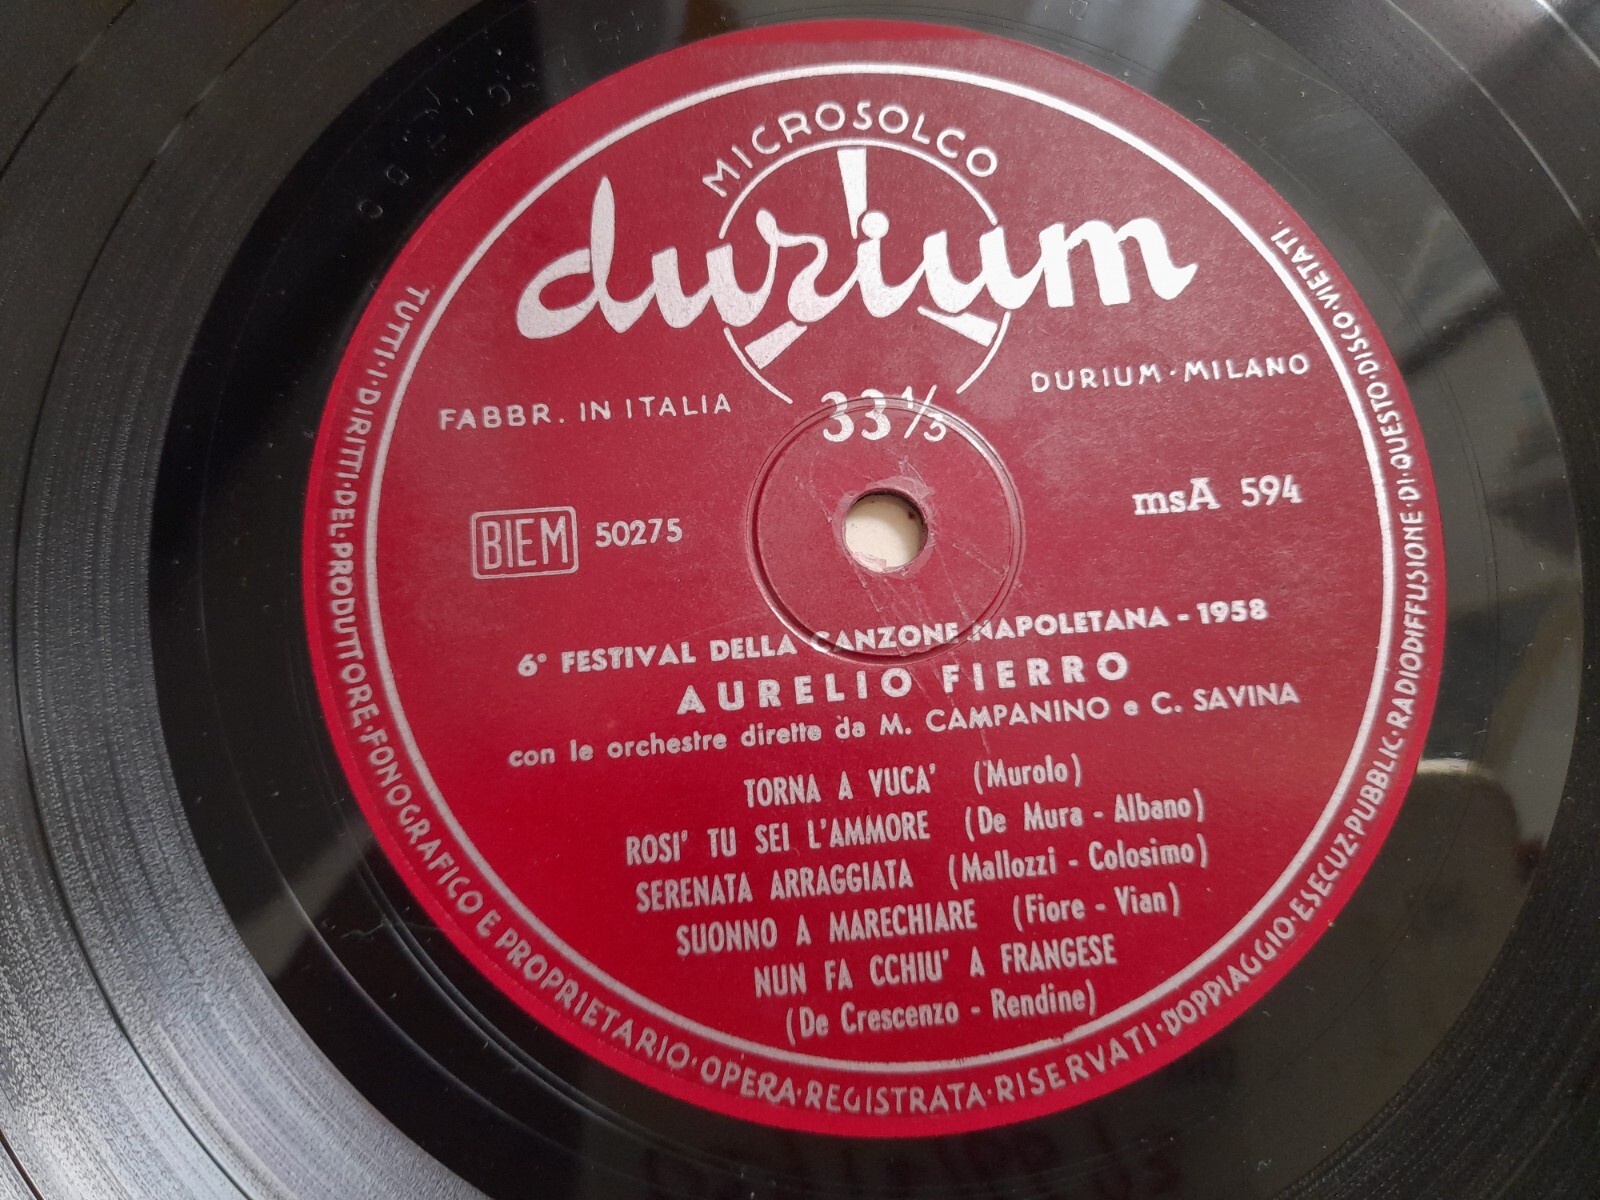 MICROSOLCO
durium
FABBR. IN ITALIA
33 1/3
DURIUM·MILANO
BIEM 50275
msA 594
6° FESTIVAL DELLA CANZONE NAPOLETANA - 1958
AURELIO FIERRO
con le orchestre dirette da M. CAMPANINO e C. SAVINA
TORNA A VUCA' (Murolo)
ROSI' TU SEI L'AMMORE (De Mura - Albano)
SERENATA ARRAGGIATA (Mallozzi - Colosimo)
SUONNO A MARECHIARE (Fiore - Vian)
NUN FA CCHIU' A FRANGESE
(De Crescenzo - Rendine)
TUTTI·I·DIRITTI·DEL·PRODUTTORE·FONOGRAFICO E PROPRIETARIO·OPERA·REGISTRATA·RISERVATI·DOPPIAGGIO·ESECUZ·PUBBLIC·RADIODIFFUSIONE·DI·QUESTO·DISCO·VIETATI.